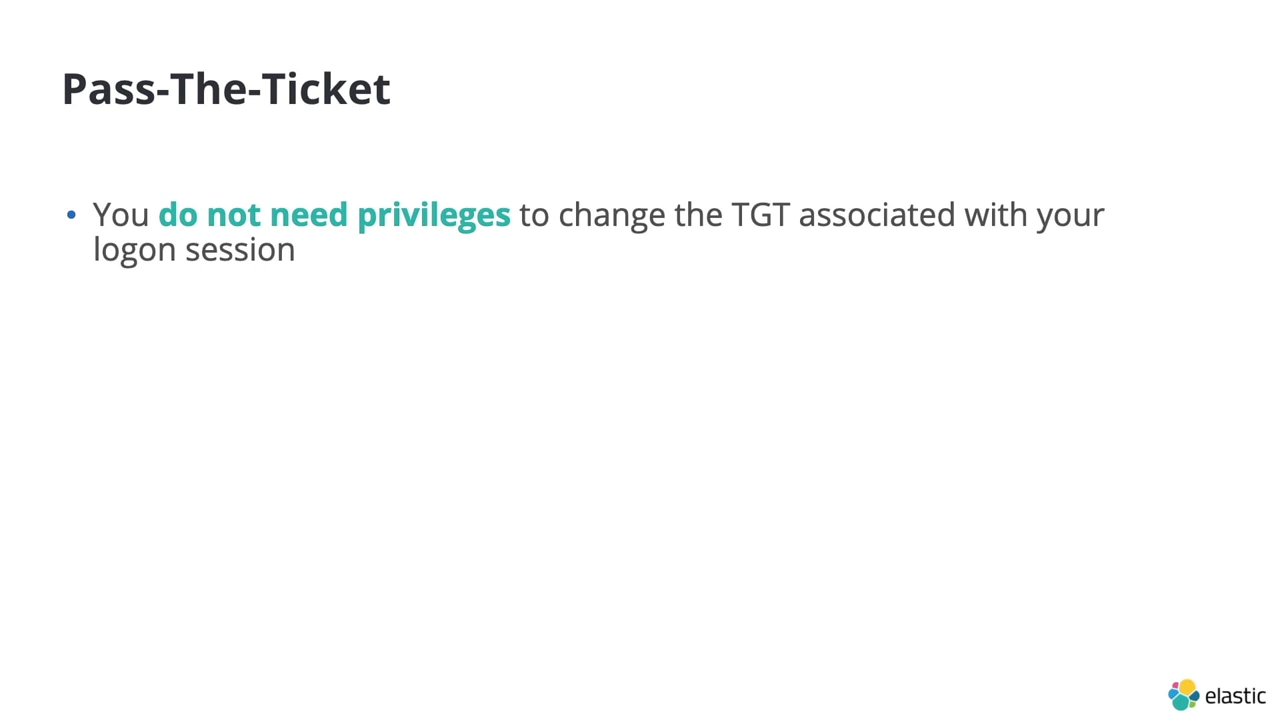 Pass-The-Ticket
• You do not need privileges to change the TGT associated with your
logon session
elastic